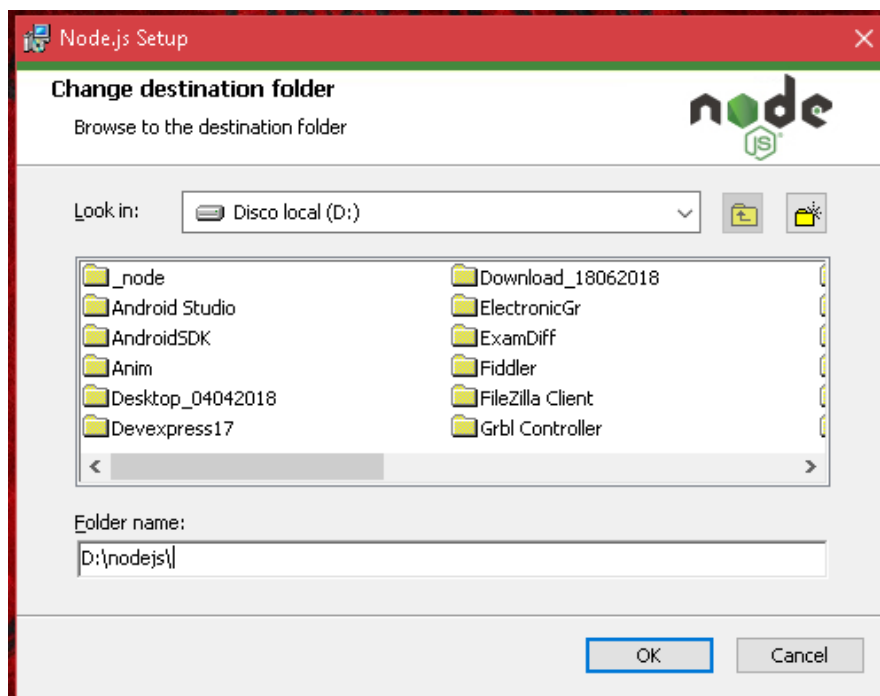 Node.js Setup
Change destination folder
Browse to the destination folder
node
JS
Look in:
Disco local (D:)
_node
Android Studio
AndroidSDK
Anim
Desktop_04042018
Devexpress17
Download_18062018
ElectronicGr
ExamDiff
Fiddler
FileZilla Client
Grbl Controller
Folder name:
D:\nodejs\
OK
Cancel